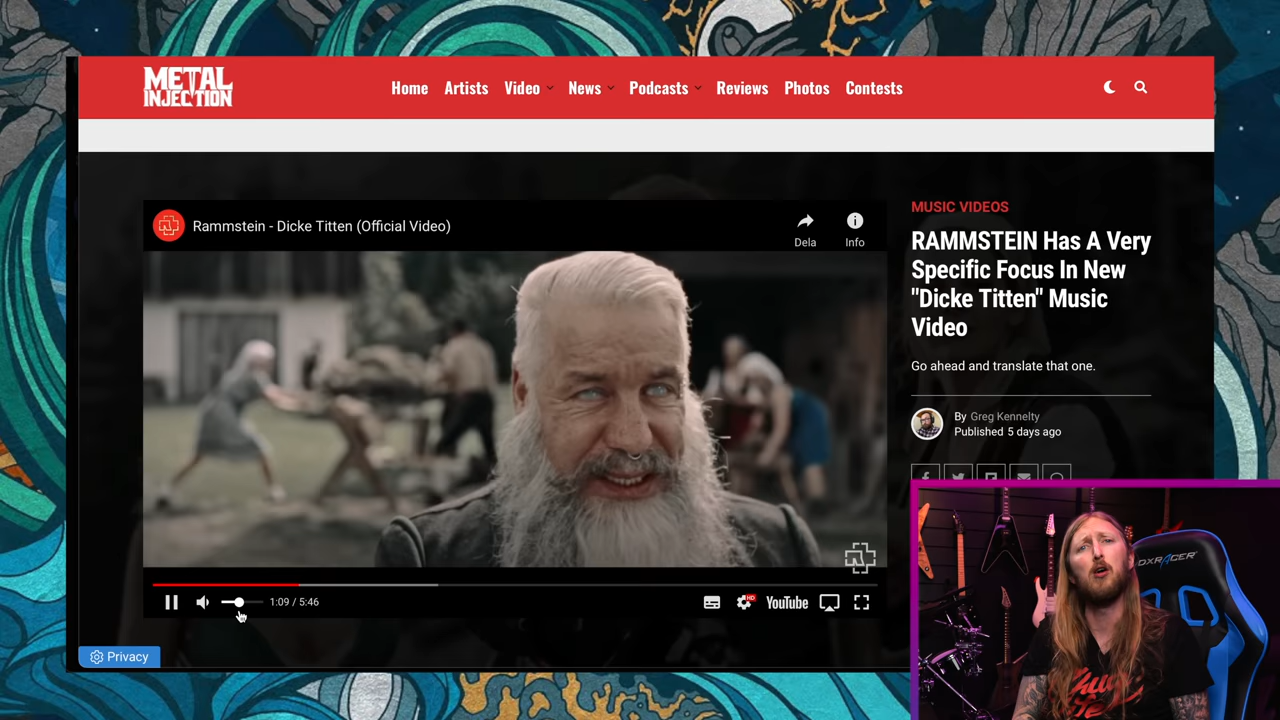 METAL
INJECTION
Home Artists Video News Podcasts Reviews Photos Contests
Rammstein - Dicke Titten (Official Video)
Dela
Info
MUSIC VIDEOS
RAMMSTEIN Has A Very
Specific Focus In New
"Dicke Titten" Music
Video
Go ahead and translate that one.
By Greg Kennelty
Published 5 days ago
1:09 / 5:46
HD
YouTube
Privacy
DXRACER